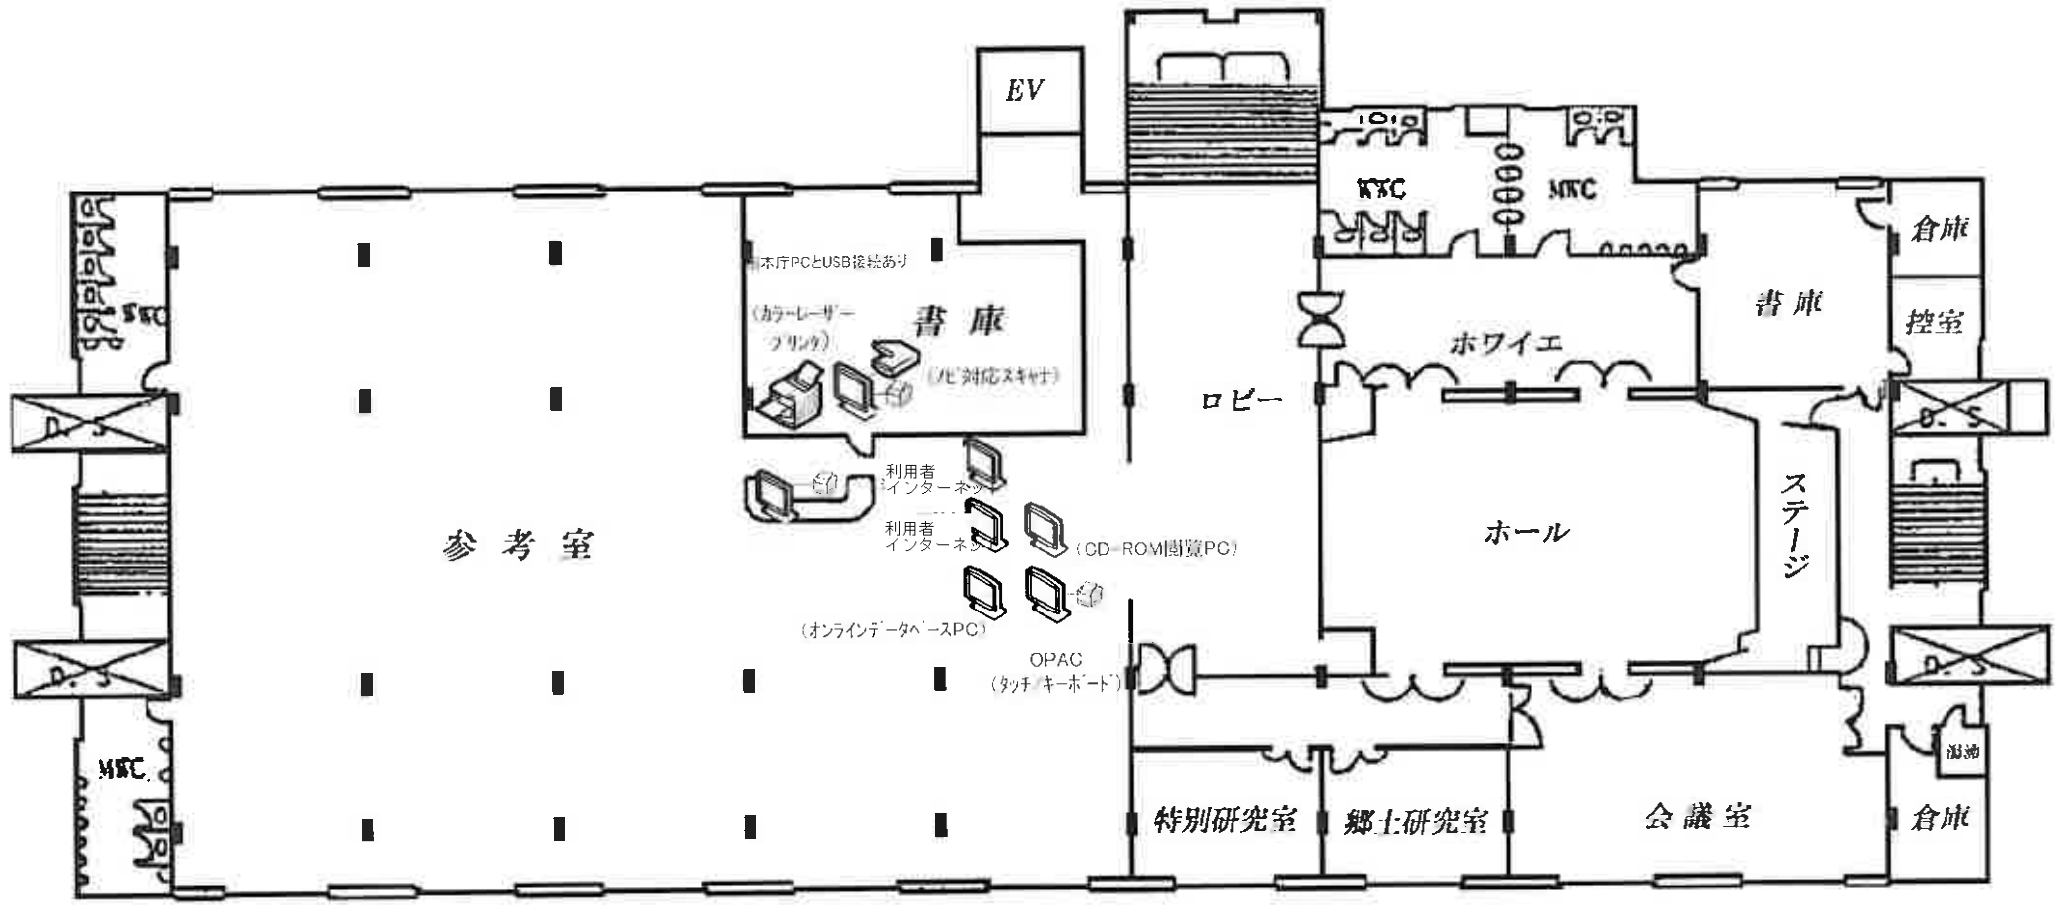 EV
WWC
MWC
倉庫
本庁PCとUSB接続あり
(カラーレーザー
プリンタ)
書庫
(ノビ対応スキャナ)
WWC
書庫
控室
ホワイエ
ロビー
D.S
D.S
利用者
インターネット
利用者
インターネット
(CD-ROM閲覧PC)
参考室
ホール
ステージ
(オンラインデータベースPC)
OPAC
(タッチ/キーボード)
D.S
D.S
MWC
特別研究室
郷土研究室
会議室
湯沸
倉庫